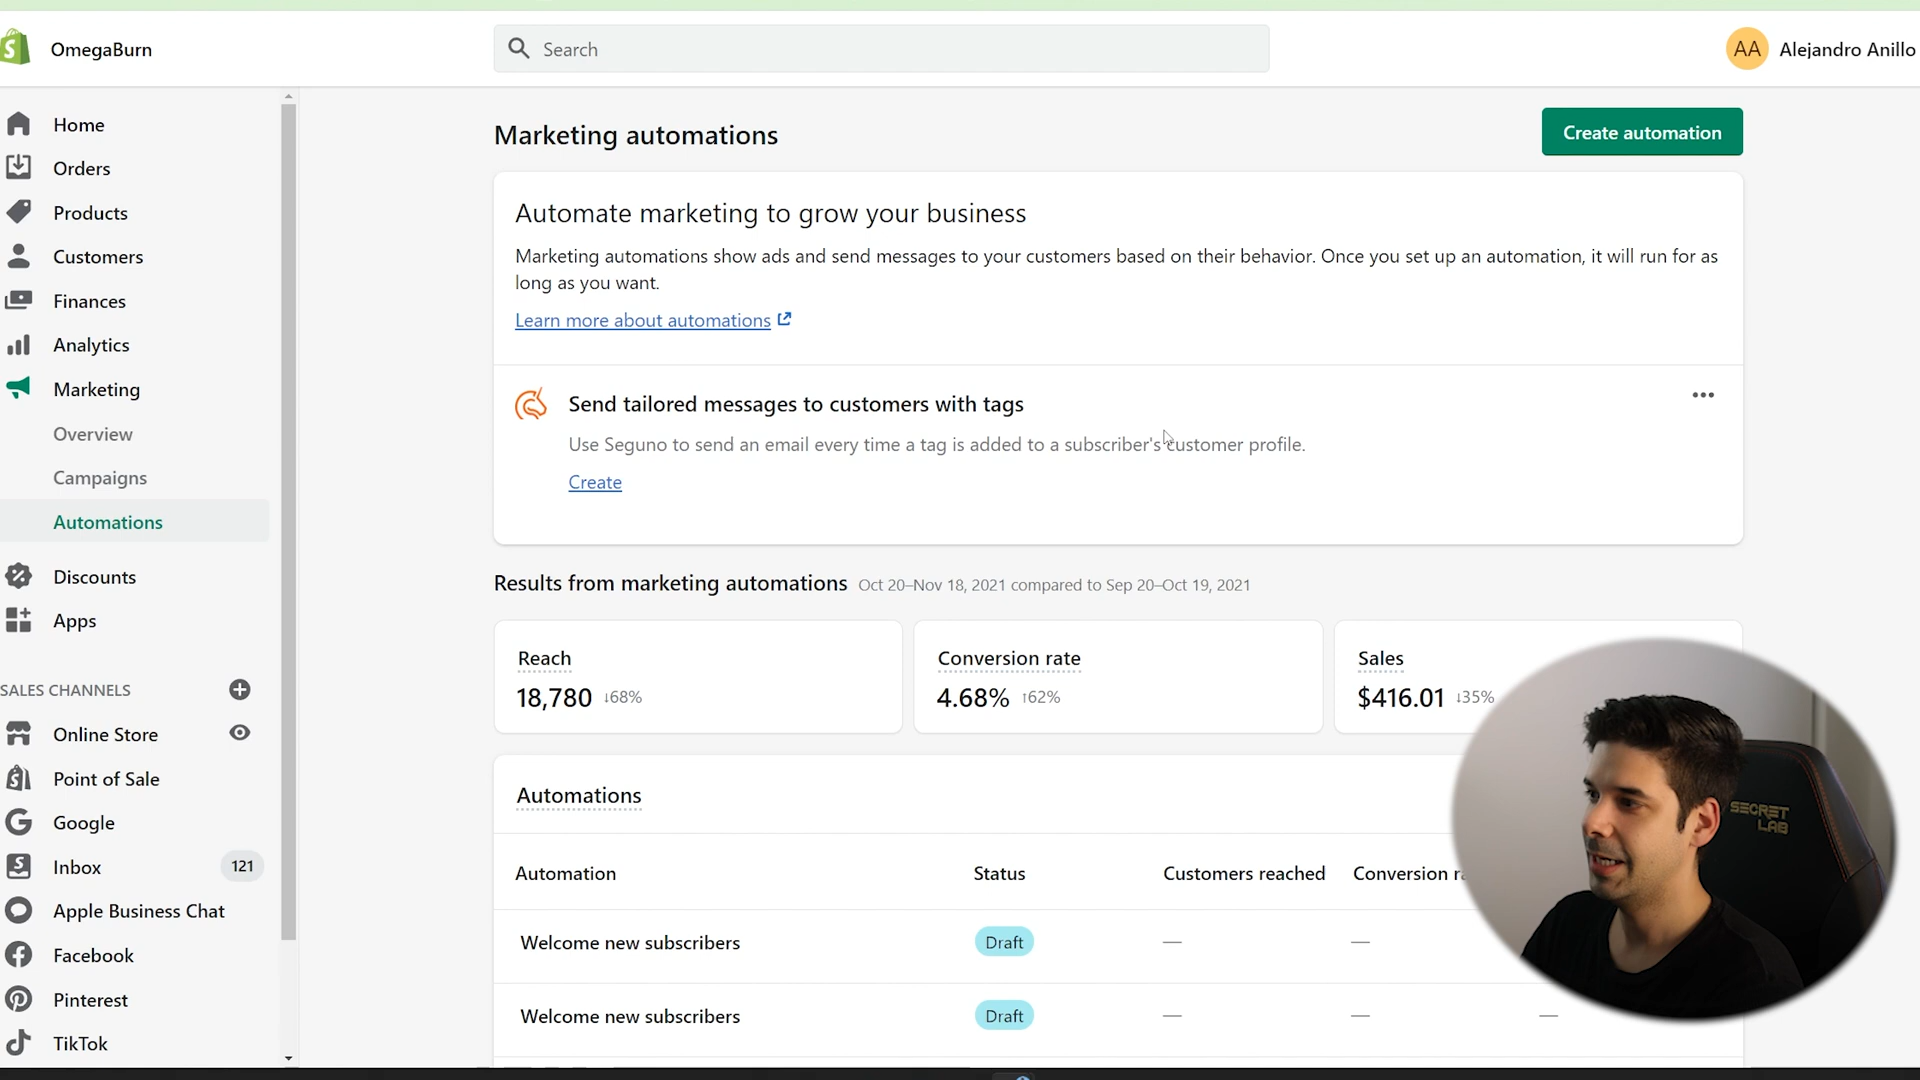 OmegaBurn
Search
AA Alejandro Anillo
Home
Orders
Products
Customers
Finances
Analytics
Marketing
Overview
Campaigns
Automations
Discounts
Apps
SALES CHANNELS
Online Store
Point of Sale
Google
Inbox 121
Apple Business Chat
Facebook
Pinterest
TikTok
Marketing automations
Create automation
Automate marketing to grow your business
Marketing automations show ads and send messages to your customers based on their behavior. Once you set up an automation, it will run for as
long as you want.
Learn more about automations
Send tailored messages to customers with tags
Use Seguno to send an email every time a tag is added to a subscriber's customer profile.
Create
Results from marketing automations Oct 20–Nov 18, 2021 compared to Sep 20–Oct 19, 2021
Reach
18,780 ↓68%
Conversion rate
4.68% ↑62%
Sales
$416.01 ↓35%
Automations
Automation Status Customers reached Conversion
Welcome new subscribers Draft — —
Welcome new subscribers Draft — — —
SECRET
LAB